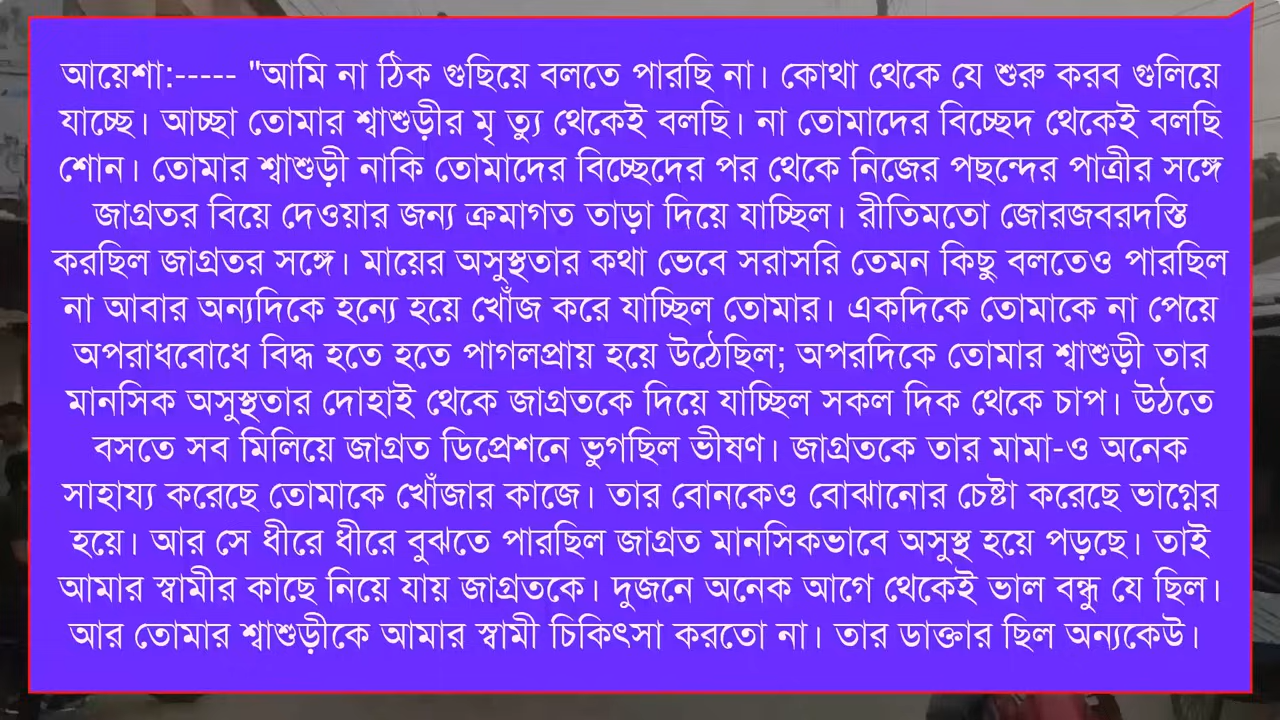 আয়েশা:----- "আমি না ঠিক গুছিয়ে বলতে পারছি না। কোথা থেকে যে শুরু করব গুলিয়ে
যাচ্ছে। আচ্ছা তোমার শ্বাশুড়ীর মৃ ত্যু থেকেই বলছি। না তোমাদের বিচ্ছেদ থেকেই বলছি
শোন। তোমার শ্বাশুড়ী নাকি তোমাদের বিচ্ছেদের পর থেকে নিজের পছন্দের পাত্রীর সঙ্গে
জাগ্রতর বিয়ে দেওয়ার জন্য ক্রমাগত তাড়া দিয়ে যাচ্ছিল। রীতিমতো জোরজবরদস্তি
করছিল জাগ্রতর সঙ্গে। মায়ের অসুস্থতার কথা ভেবে সরাসরি তেমন কিছু বলতেও পারছিল
না আবার অন্যদিকে হন্যে হয়ে খোঁজ করে যাচ্ছিল তোমার। একদিকে তোমাকে না পেয়ে
অপরাধবোধে বিদ্ধ হতে হতে পাগলপ্রায় হয়ে উঠেছিল; অপরদিকে তোমার শ্বাশুড়ী তার
মানসিক অসুস্থতার দোহাই থেকে জাগ্রতকে দিয়ে যাচ্ছিল সকল দিক থেকে চাপ। উঠতে
বসতে সব মিলিয়ে জাগ্রত ডিপ্রেশনে ভুগছিল ভীষণ। জাগ্রতকে তার মামা-ও অনেক
সাহায্য করেছে তোমাকে খোঁজার কাজে। তার বোনকেও বোঝানোর চেষ্টা করেছে ভাগ্নের
হয়ে। আর সে ধীরে ধীরে বুঝতে পারছিল জাগ্রত মানসিকভাবে অসুস্থ হয়ে পড়ছে। তাই
আমার স্বামীর কাছে নিয়ে যায় জাগ্রতকে। দুজনে অনেক আগে থেকেই ভাল বন্ধু যে ছিল।
আর তোমার শ্বাশুড়ীকে আমার স্বামী চিকিৎসা করতো না। তার ডাক্তার ছিল অন্যকেউ।